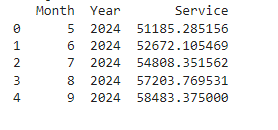 Month Year Service
0 5 2024 51185.285156
1 6 2024 52672.105469
2 7 2024 54808.351562
3 8 2024 57203.769531
4 9 2024 58483.375000